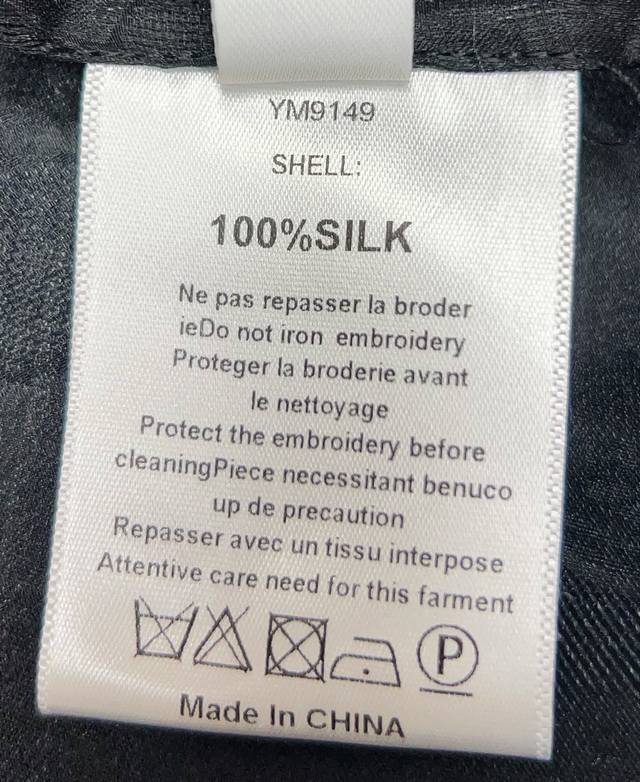 YM9149
SHELL:
100%SILK
Ne pas repasser la broder
ieDo not iron embroidery
Proteger la broderie avant
le nettoyage
Protect the embroidery before
cleaningPiece necessitant benuco
up de precaution
Repasser avec un tissu interpose
Attentive care need for this farment
P
Made In CHINA